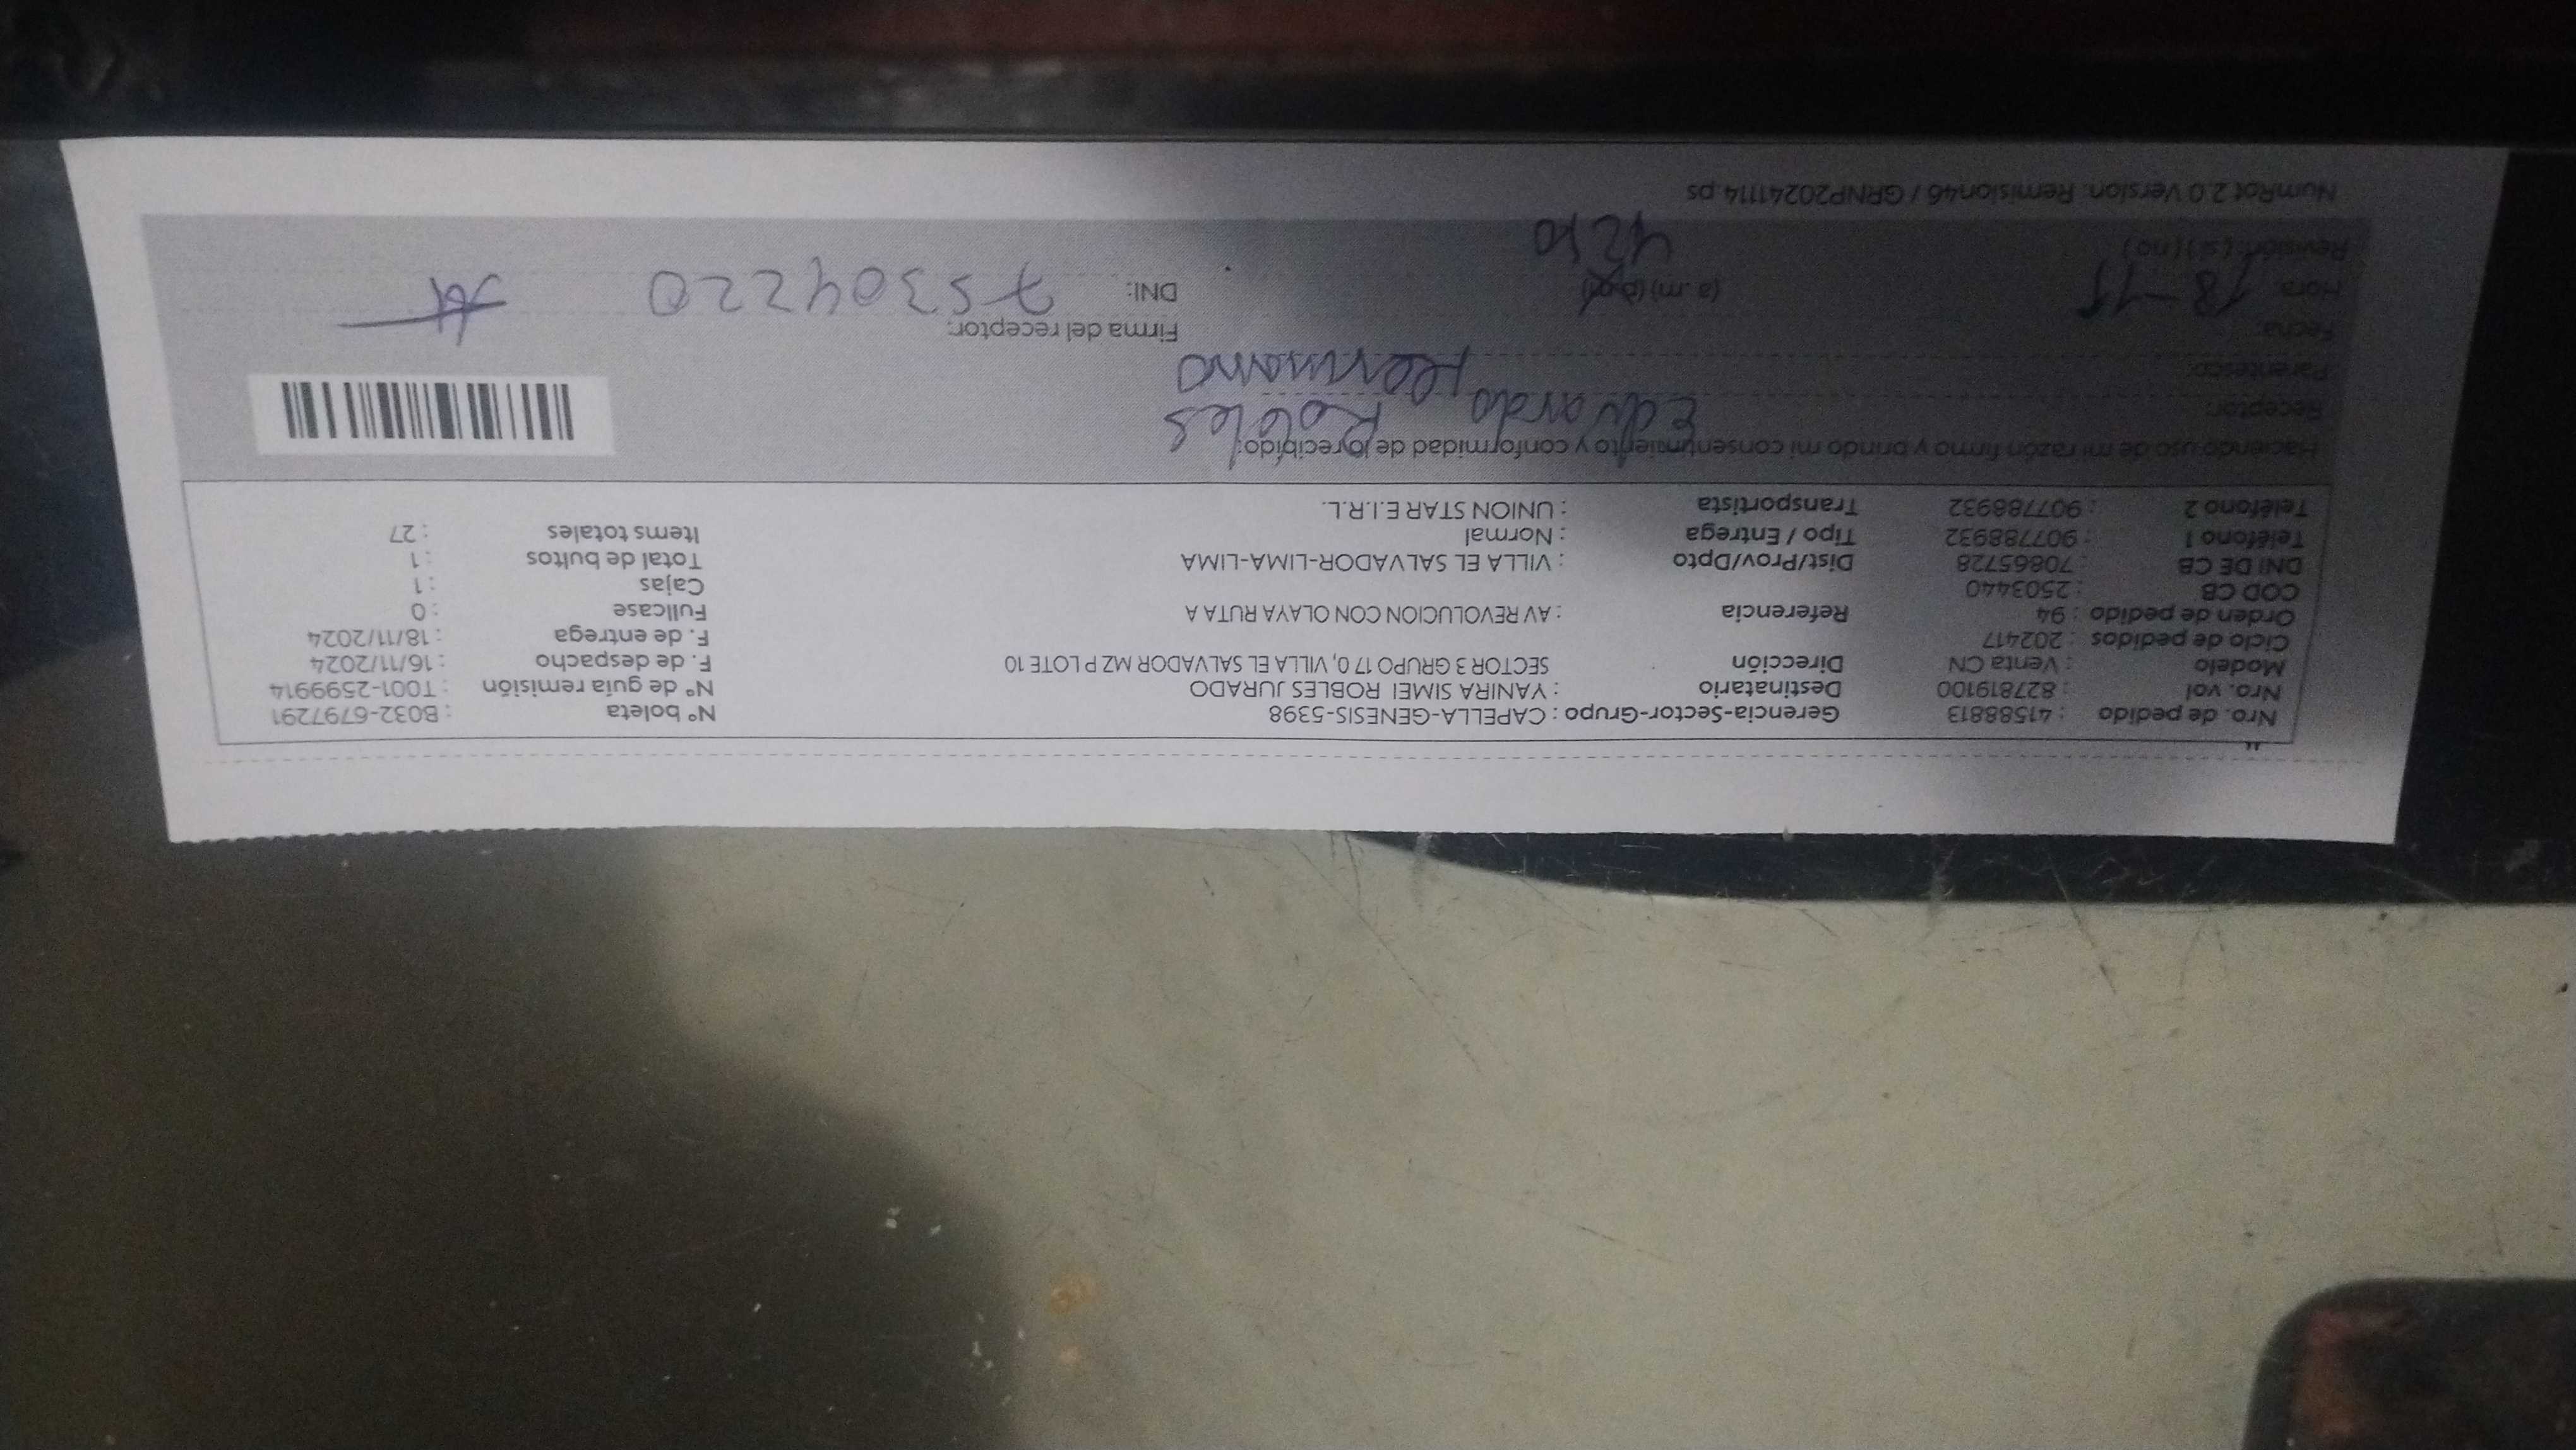 Nro. de pedido : 41588813 Gerencia-Sector-Grupo : CAPELLA-GENESIS-5398 N° boleta : B032-6797291
Nro. vol : 827819100 Destinatario : YANIRA SIMEI ROBLES JURADO N° de guía remisión : T001-2599914
Modelo : Venta CN Dirección SECTOR 3 GRUPO 17 0, VILLA EL SALVADOR MZ P LOTE 10 F. de despacho : 16/11/2024
Ciclo de pedidos : 202417 F. de entrega : 18/11/2024
Orden de pedido : 94 Referencia : AV REVOLUCION CON OLAYA RUTA A Fullcase : 0
COD CB : 2503440 Cajas : 1
DNI DE CB : 70865728 Dist/Prov/Dpto : VILLA EL SALVADOR-LIMA-LIMA Total de bultos : 1
Teléfono 1 : 907788932 Tipo / Entrega : Normal Items totales : 27
Teléfono 2 : 907788932 Transportista : UNION STAR E.I.R.L.
Haciendo uso de mi razón firmo y brindo mi consentimiento y conformidad de lo recibido:
Receptor: Eduardo Robles
Parentesco: Hermano
Fecha: 18-11 Firma del receptor:
Hora: (a.m) (p.m) DNI: 75304220
Revisión: (si) (no)
NumRot 2.0 Version: Remision46 / GRNP20241114.ps